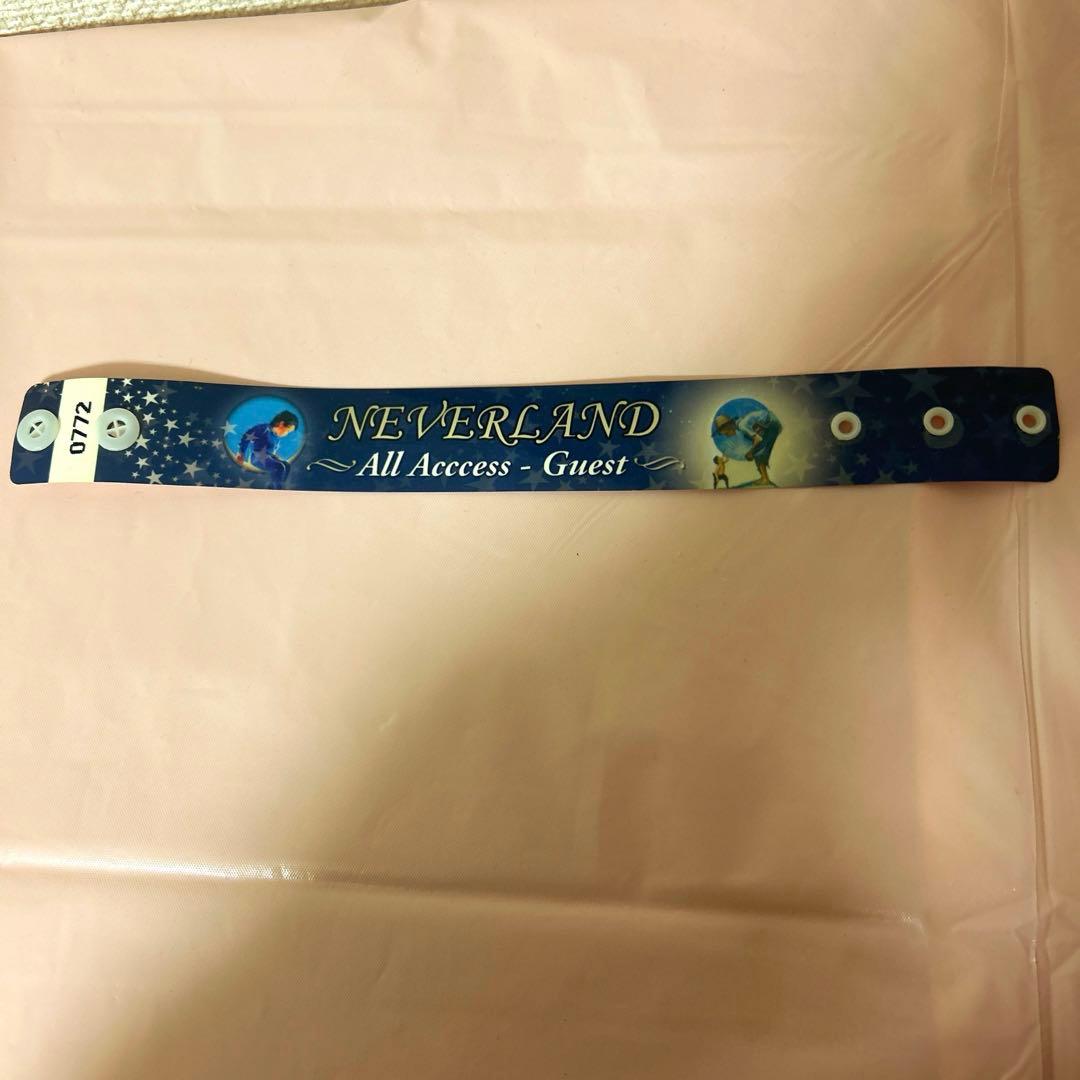 0772
NEVERLAND
All Acccess - Guest